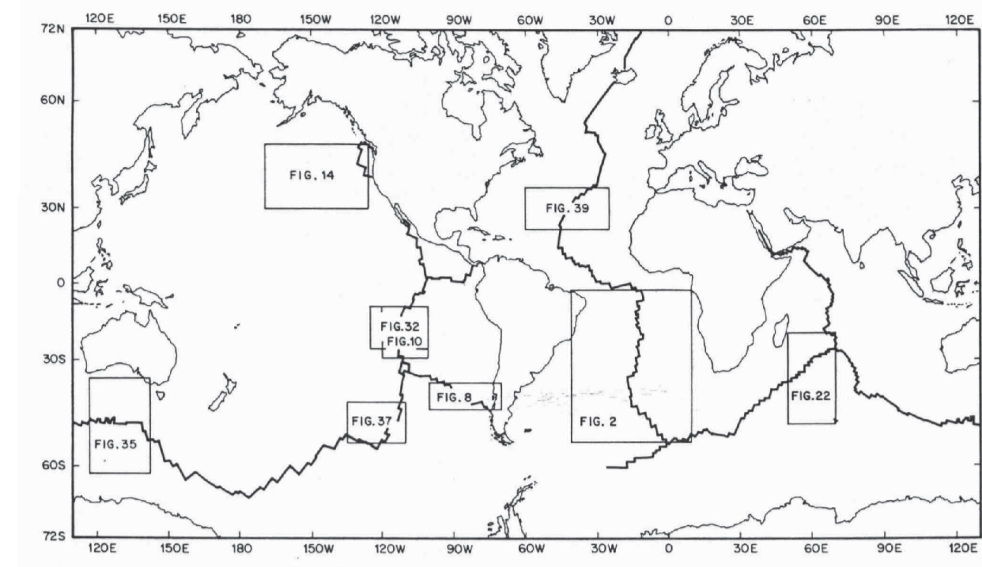 120E 150E 180 150W 120W 90W 60W 30W 0 30E 60E 90E 120E
72N
60N
FIG. 14
30N
FIG. 39
0
FIG.32
FIG.10
30S
FIG. 8
FIG.22
FIG.37
FIG. 2
FIG. 35
60S
72S
120E 150E 180 150W 120W 90W 60W 30W 0 30E 60E 90E 120E